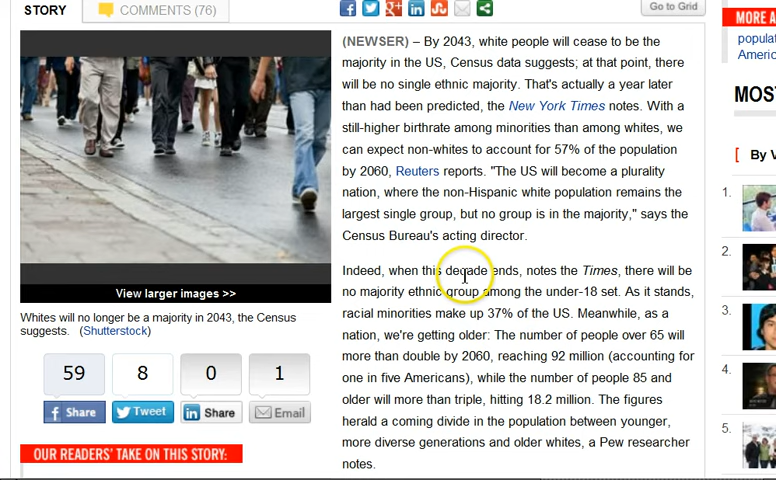 STORY
COMMENTS (76)
Go to Grid
MORE A
populat
Americ
(NEWSER) – By 2043, white people will cease to be the
majority in the US, Census data suggests; at that point, there
will be no single ethnic majority. That's actually a year later
than had been predicted, the New York Times notes. With a
still-higher birthrate among minorities than among whites, we
can expect non-whites to account for 57% of the population
by 2060, Reuters reports. "The US will become a plurality
nation, where the non-Hispanic white population remains the
largest single group, but no group is in the majority," says the
Census Bureau's acting director.
Indeed, when this decade ends, notes the Times, there will be
no majority ethnic group among the under-18 set. As it stands,
racial minorities make up 37% of the US. Meanwhile, as a
nation, we're getting older: The number of people over 65 will
more than double by 2060, reaching 92 million (accounting for
one in five Americans), while the number of people 85 and
older will more than triple, hitting 18.2 million. The figures
herald a coming divide in the population between younger,
more diverse generations and older whites, a Pew researcher
notes.
View larger images >>
Whites will no longer be a majority in 2043, the Census
suggests. (Shutterstock)
59
8
0
1
Share
Tweet
Share
Email
OUR READERS' TAKE ON THIS STORY:
MOS
[ By V
1.
2.
3.
4.
5.